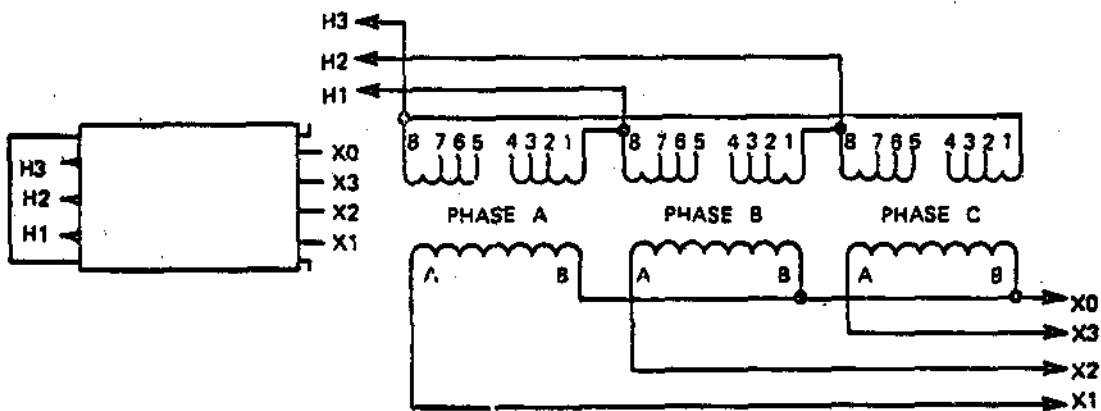 H3
H2
H1
8 7 6 5 4 3 2 1 8 7 6 5 4 3 2 1 8 7 6 5 4 3 2 1
H3
H2
H1
X0
X3
X2
X1
PHASE A PHASE B PHASE C
A B A B A B
X0
X3
X2
X1